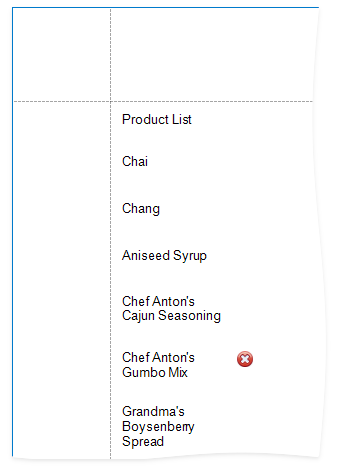 Product List
Chai
Chang
Aniseed Syrup
Chef Anton's
Cajun Seasoning
Chef Anton's
Gumbo Mix
Grandma's
Boysenberry
Spread